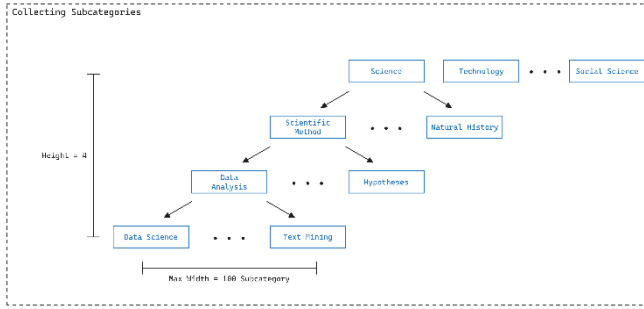 Collecting Subcategories
Science
Technology
Social Science
Scientific
Method
Natural History
Height = 4
Data
Analysis
Hypotheses
Data Science
Text Mining
Max Width = 100 Subcategory